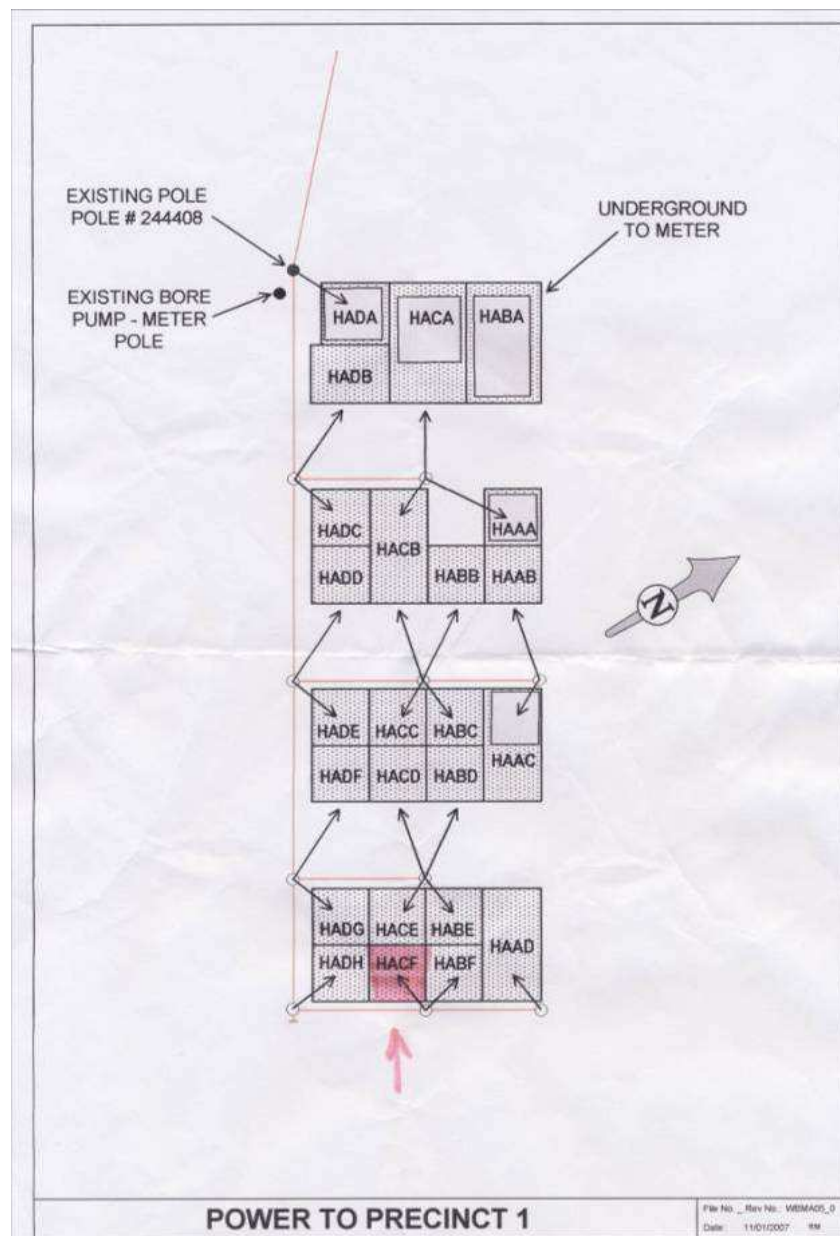 EXISTING POLE
POLE # 244408
UNDERGROUND
TO METER
EXISTING BORE
PUMP - METER
POLE
HADA
HACA
HABA
HADB
HADC
HACB
HAAA
HADD
HABB
HAAB
N
HADE
HACC
HABC
HAAC
HADF
HACD
HABD
HADG
HACE
HABE
HAAD
HADH
HACF
HABF
POWER TO PRECINCT 1
File No. _ Rev No.: WBMA05_0
Date: 11/01/2007